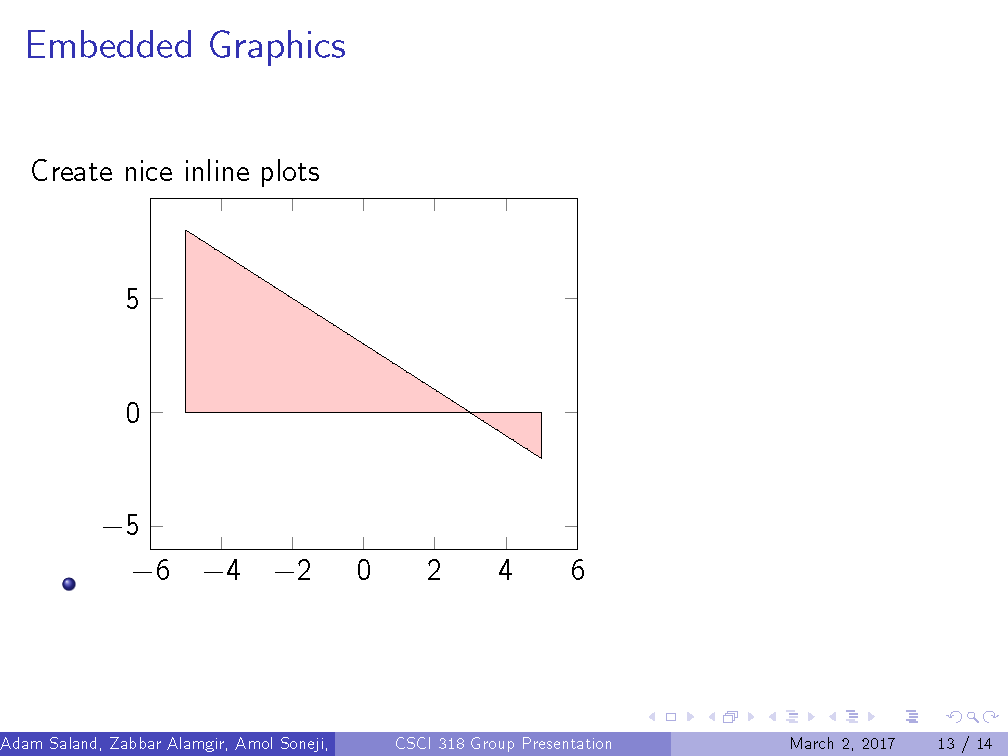 Embedded Graphics
Create nice inline plots
5
0
−5
−6 −4 −2 0 2 4 6
Adam Saland, Zabbar Alamgir, Amol Soneji, CSCI 318 Group Presentation March 2, 2017 13 / 14